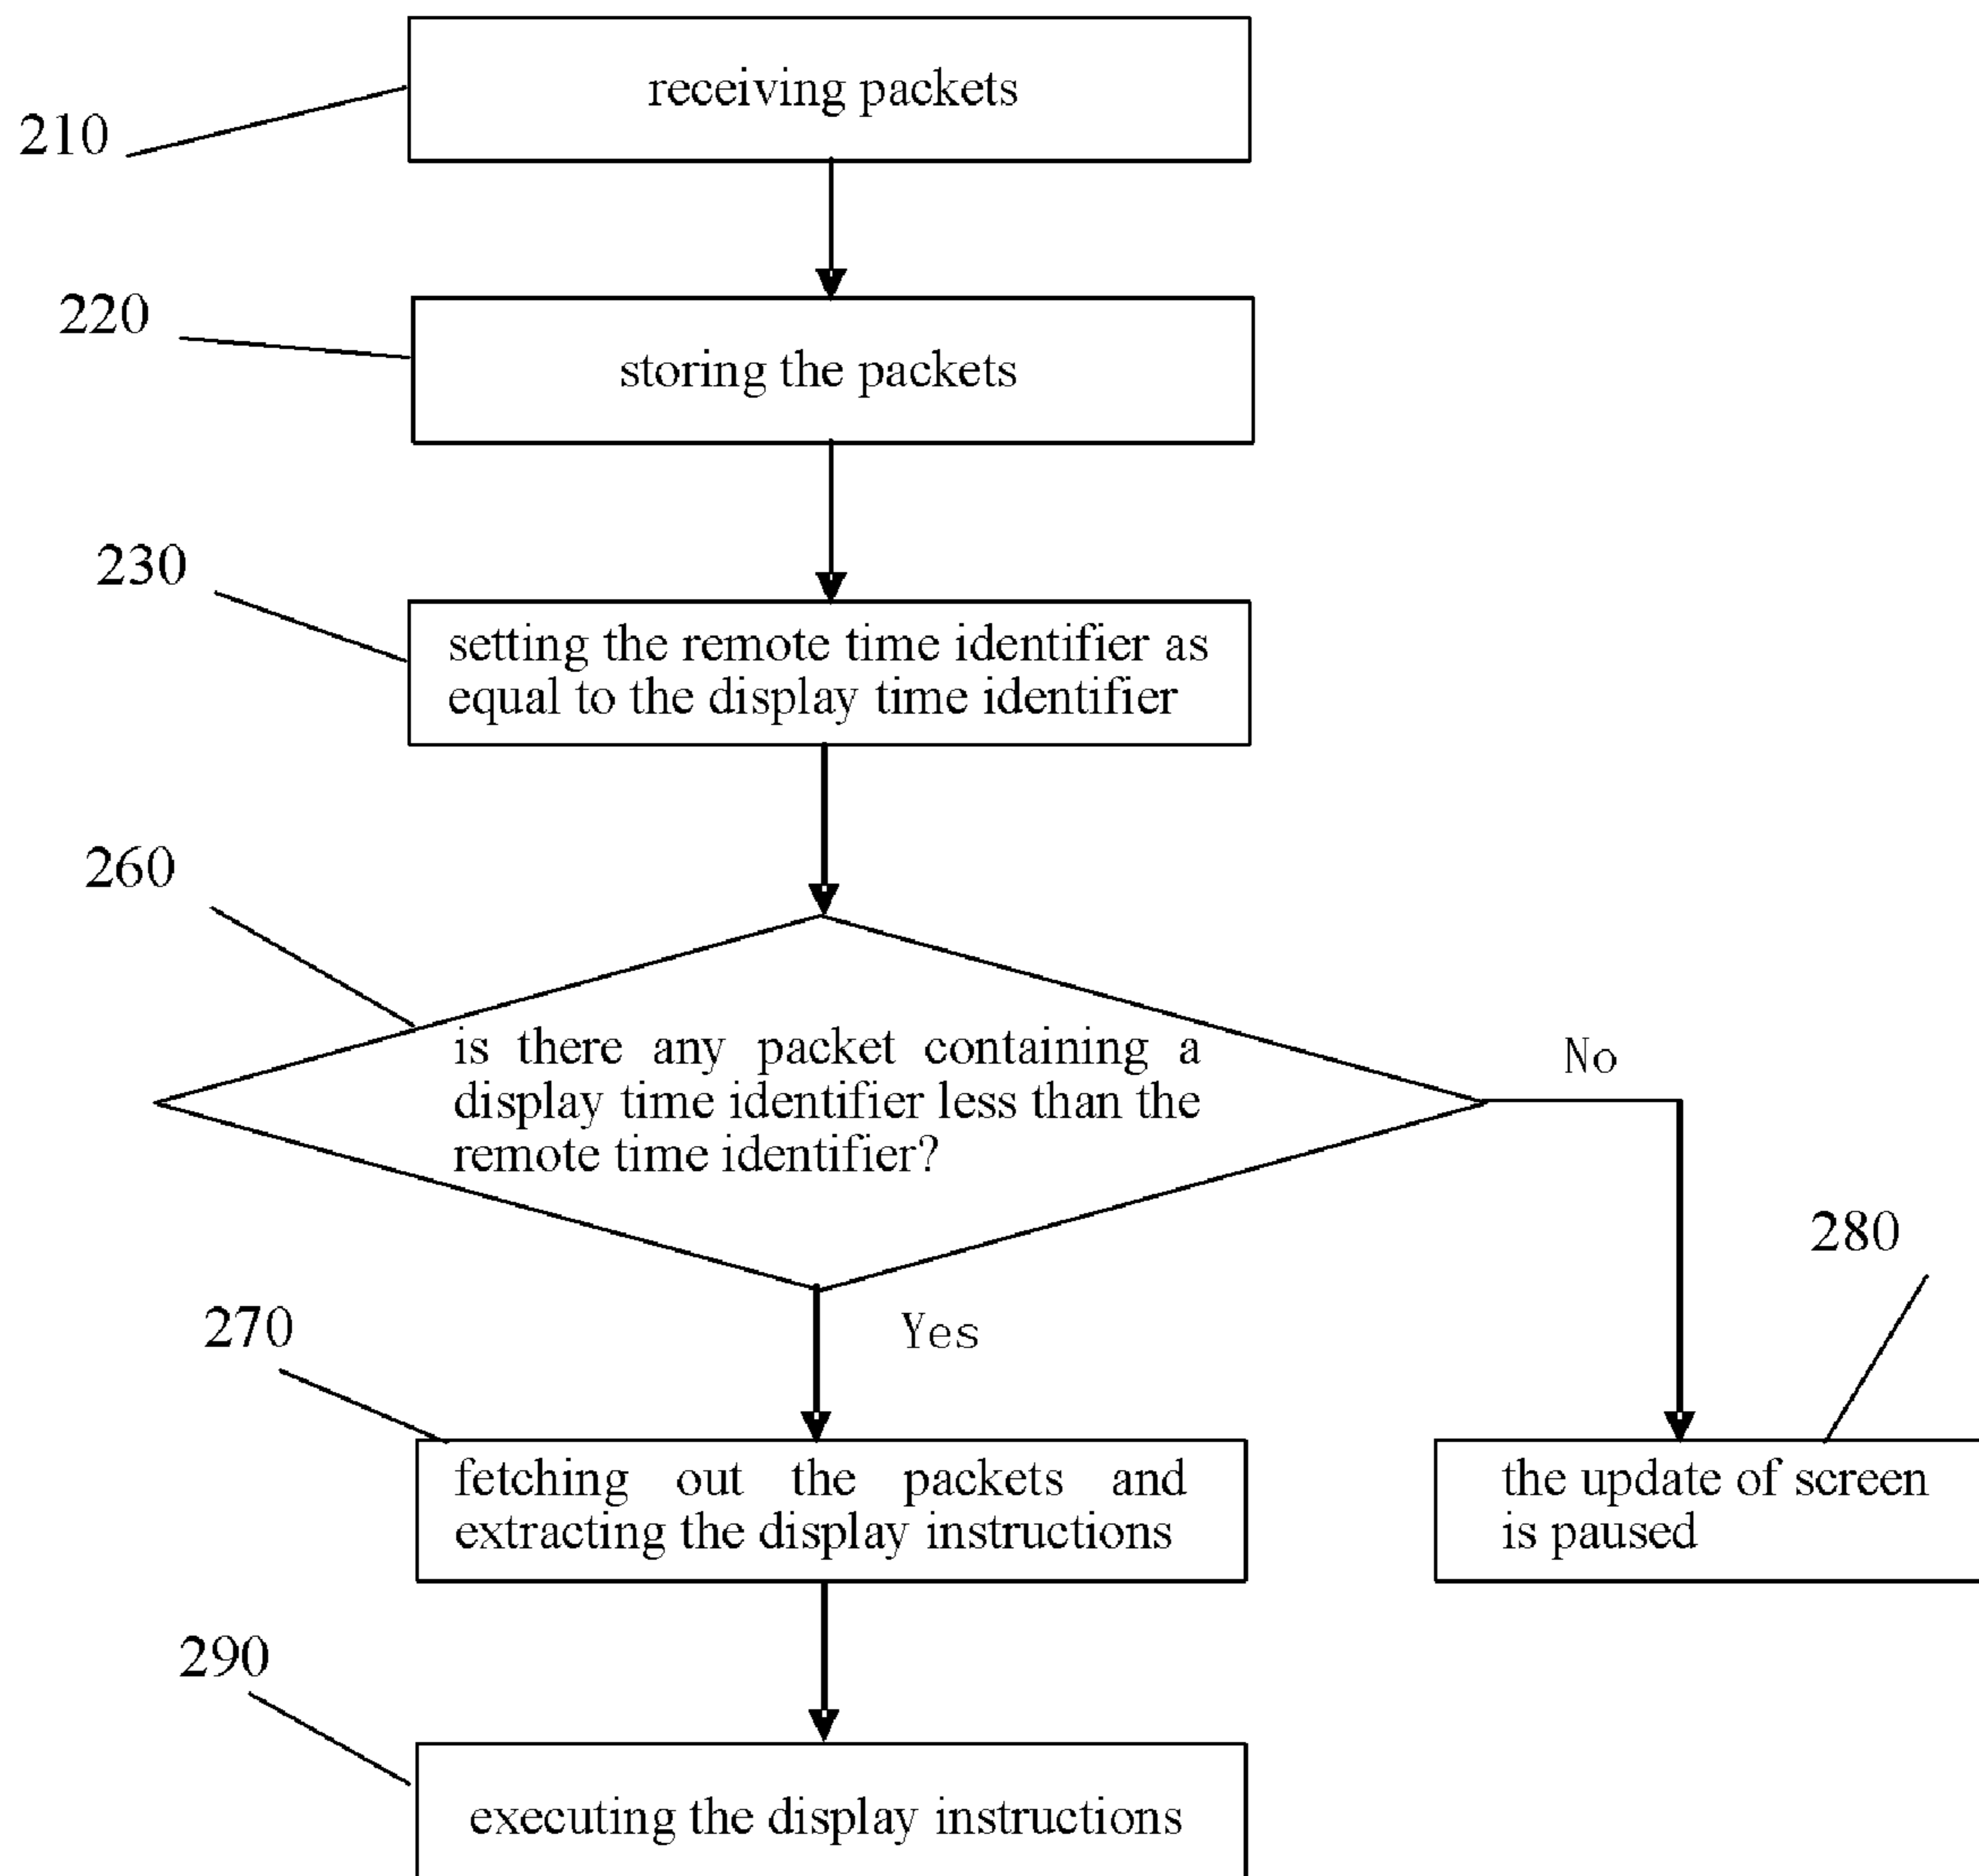 receiving packets
210
220
storing the packets
230
setting the remote time identifier as
equal to the display time identifier
260
is there any packet containing a
display time identifier less than the
remote time identifier?
No
280
270
Yes
fetching out the packets and
extracting the display instructions
the update of screen
is paused
290
executing the display instructions